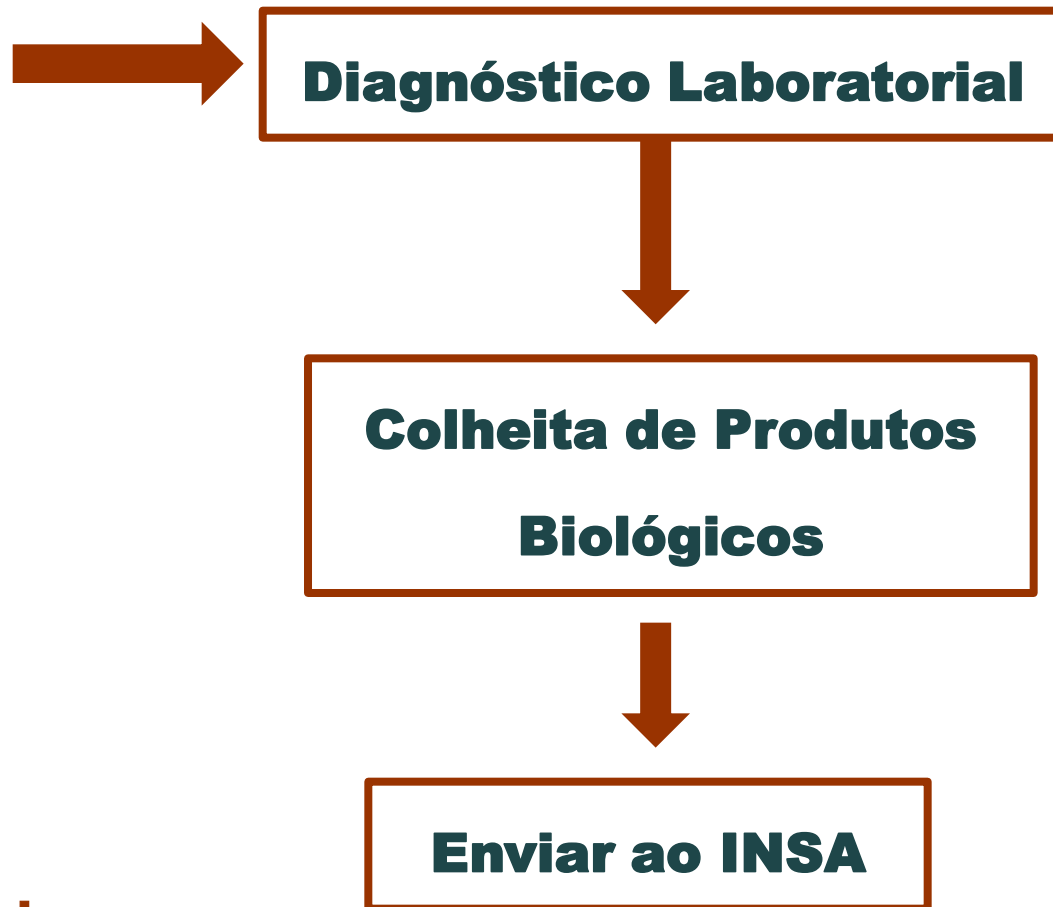 Diagnóstico Laboratorial
Colheita de Produtos
Biológicos
Enviar ao INSA